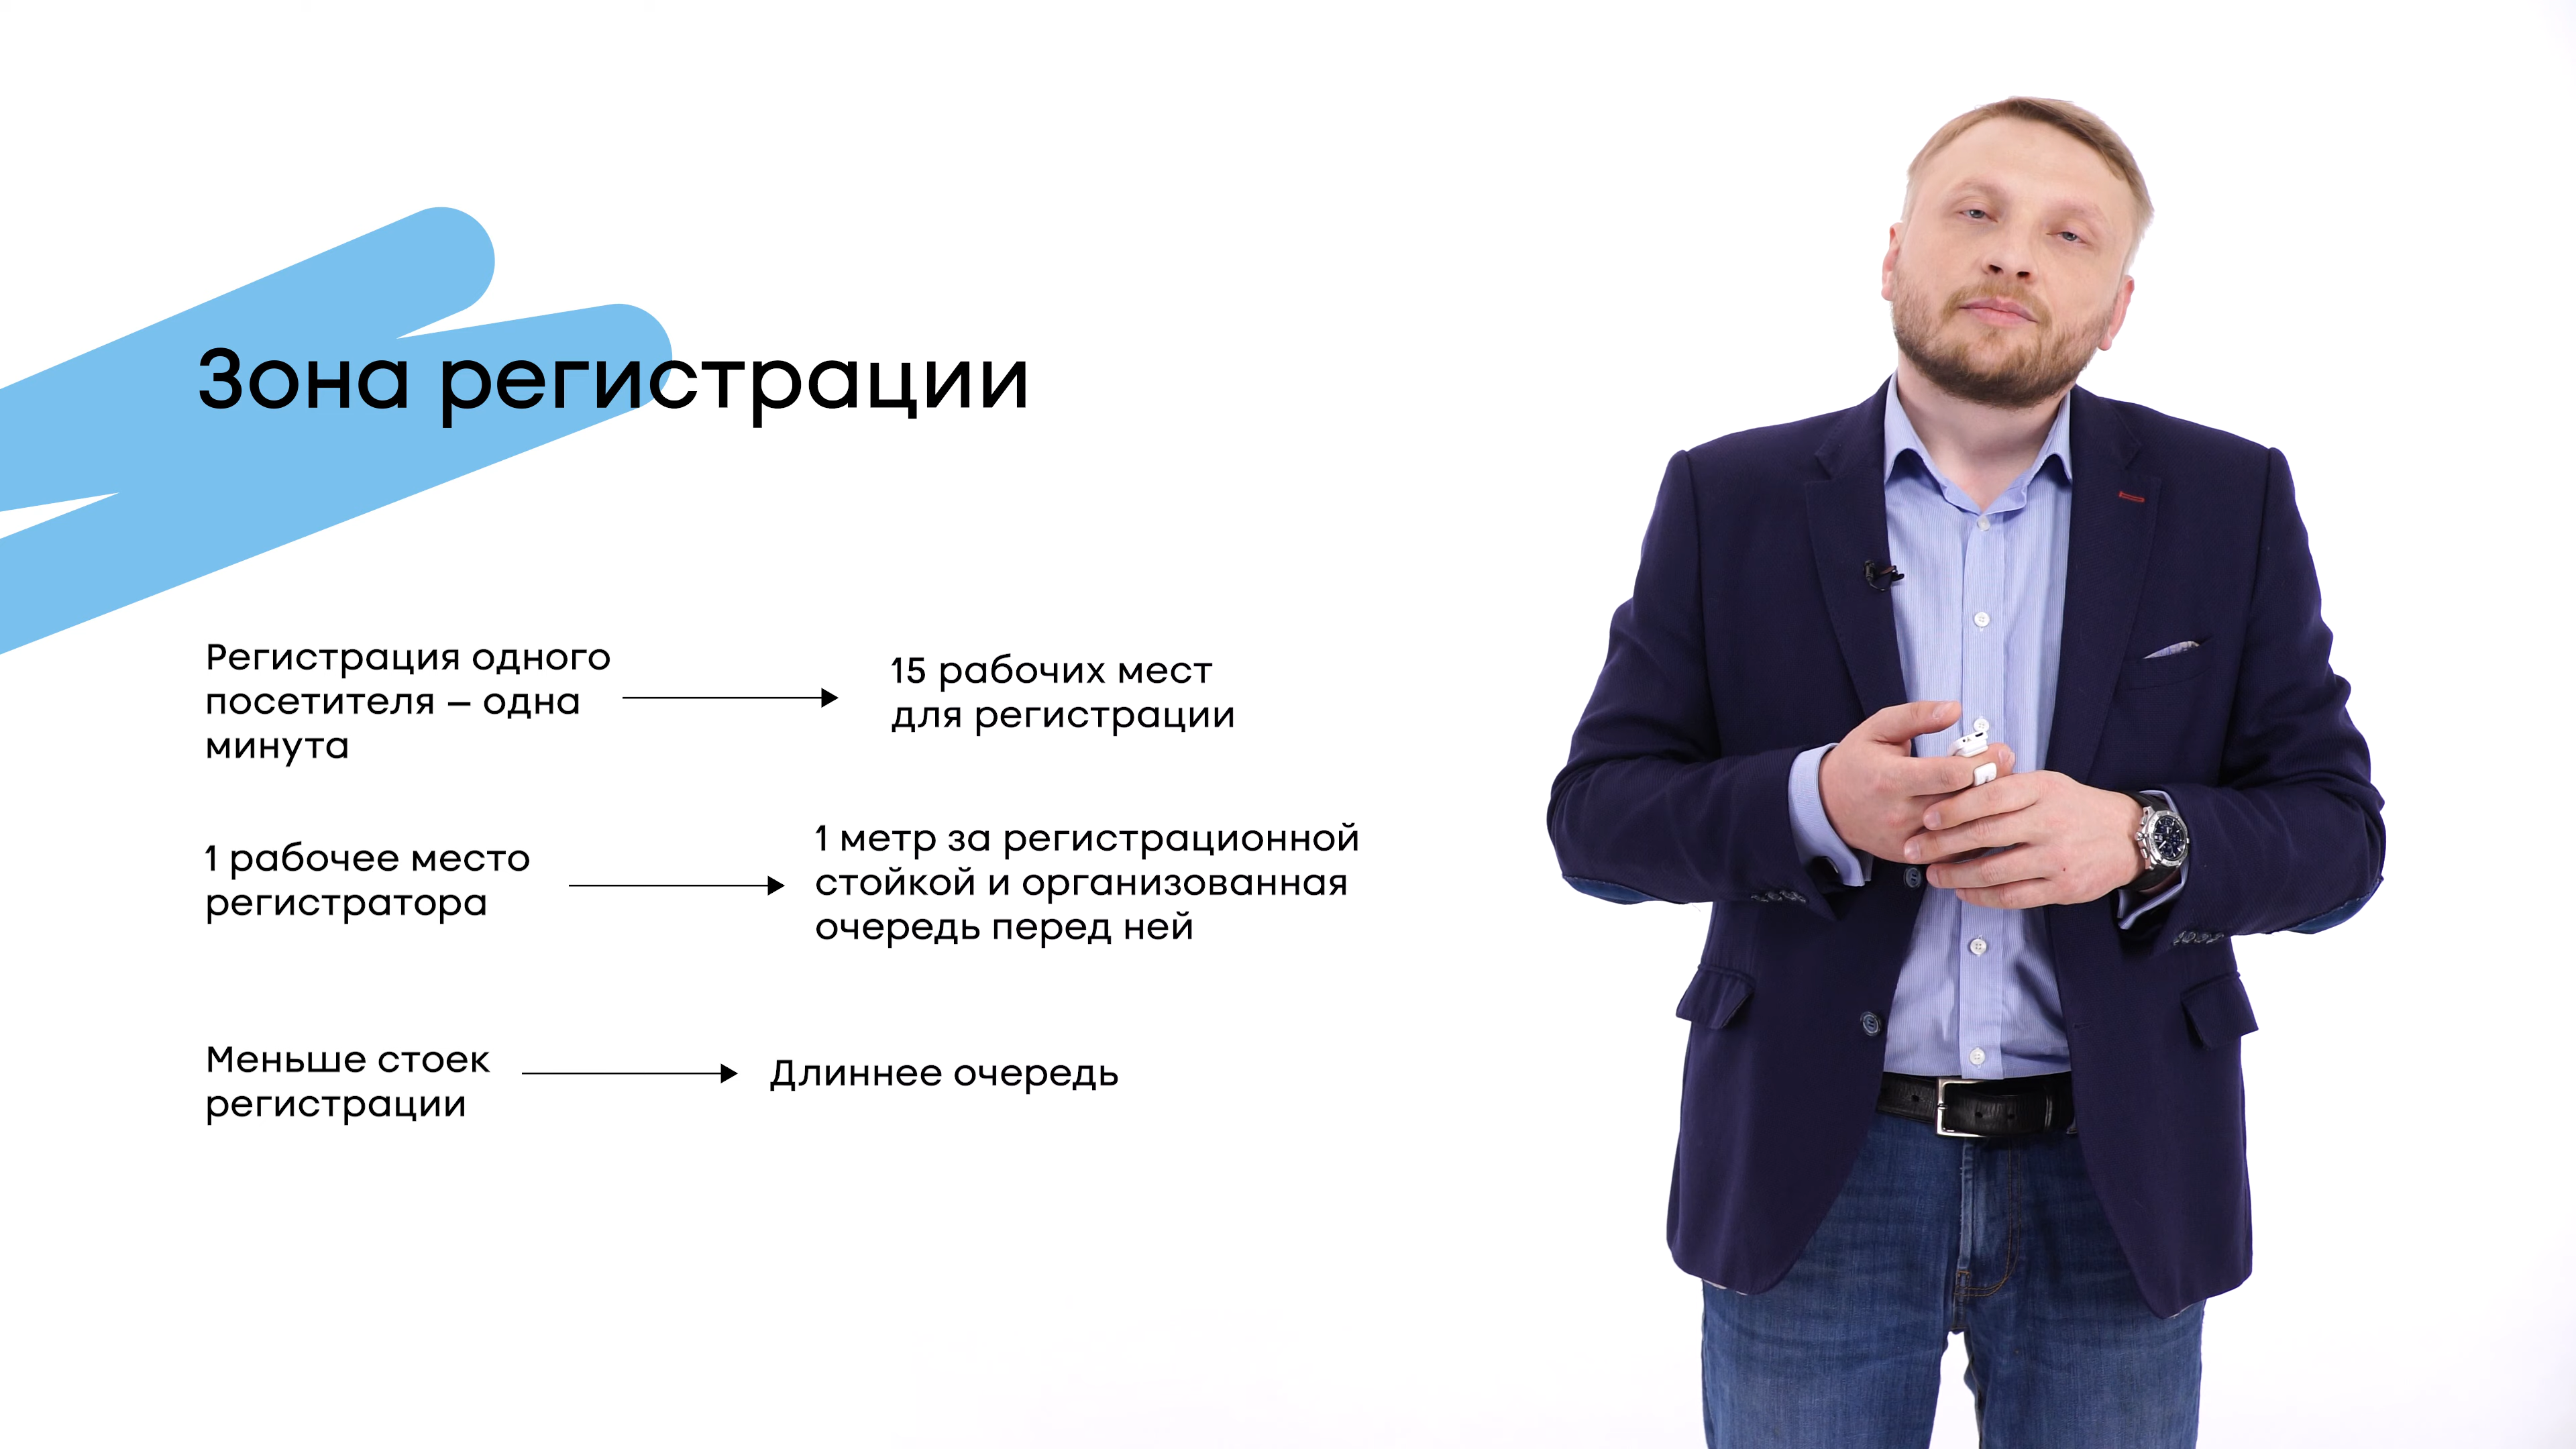 Зона регистрации
Регистрация одного
посетителя – одна
минута
15 рабочих мест
для регистрации
1 рабочее место
регистратора
1 метр за регистрационной
стойкой и организованная
очередь перед ней
Меньше стоек
регистрации
Длиннее очередь